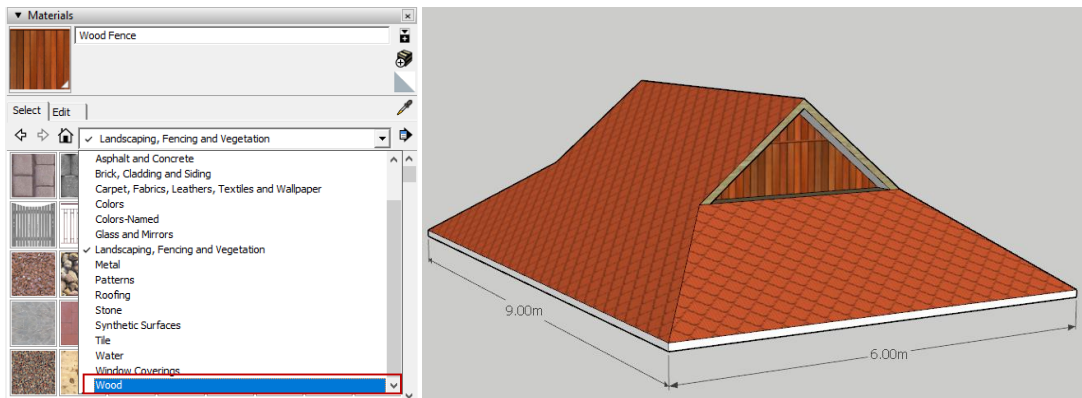 Materials
Wood Fence
Select
Edit
Landscaping, Fencing and Vegetation
Asphalt and Concrete
Brick, Cladding and Siding
Carpet, Fabrics, Leathers, Textiles and Wallpaper
Colors
Colors-Named
Glass and Mirrors
Landscaping, Fencing and Vegetation
Metal
Patterns
Roofing
Stone
Synthetic Surfaces
Tile
Water
Window Coverings
Wood
9.00m
6.00m